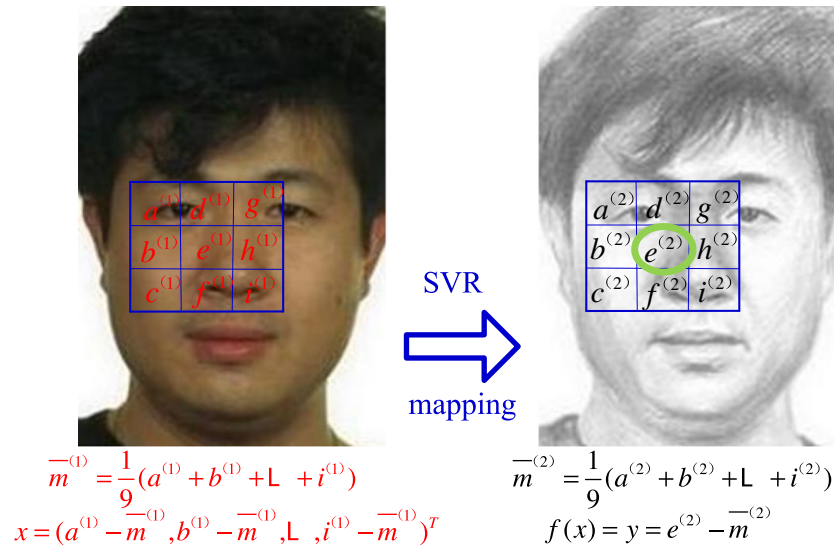 a⁽¹⁾ d⁽¹⁾ g⁽¹⁾
b⁽¹⁾ e⁽¹⁾ h⁽¹⁾
c⁽¹⁾ f⁽¹⁾ i⁽¹⁾
SVR
mapping
a⁽²⁾ d⁽²⁾ g⁽²⁾
b⁽²⁾ e⁽²⁾ h⁽²⁾
c⁽²⁾ f⁽²⁾ i⁽²⁾
m̅⁽¹⁾ = 1/9(a⁽¹⁾ + b⁽¹⁾ + L + i⁽¹⁾)
x = (a⁽¹⁾ − m̅⁽¹⁾, b⁽¹⁾ − m̅⁽¹⁾, L , i⁽¹⁾ − m̅⁽¹⁾)ᵀ
m̅⁽²⁾ = 1/9(a⁽²⁾ + b⁽²⁾ + L + i⁽²⁾)
f(x) = y = e⁽²⁾ − m̅⁽²⁾